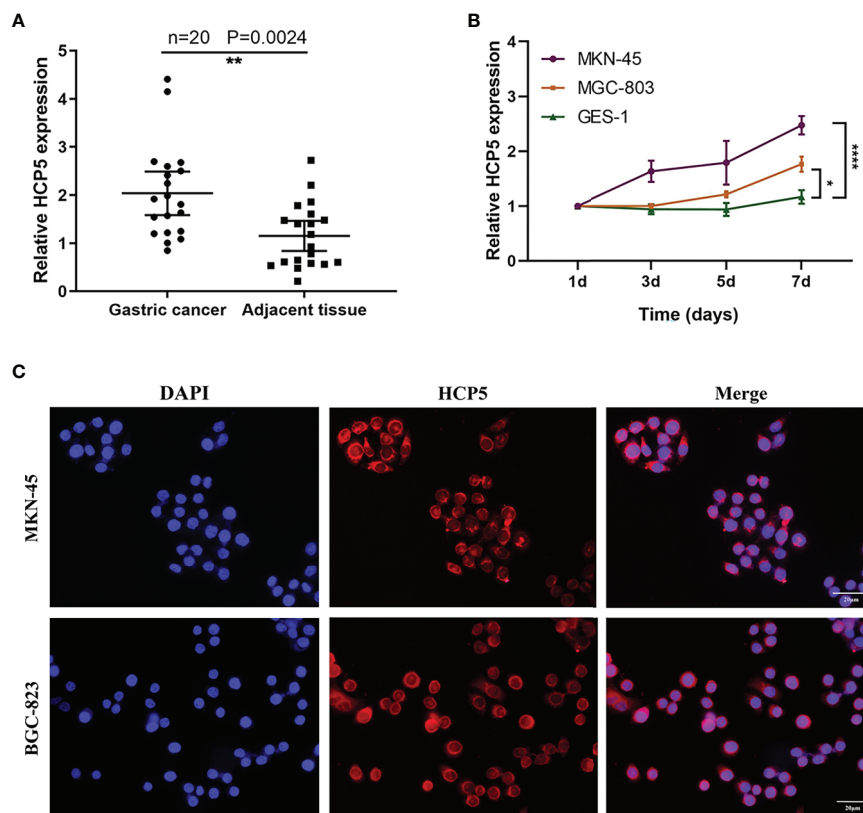 A
n=20 P=0.0024
**
Relative HCP5 expression
5
4
3
2
1
0
Gastric cancer
Adjacent tissue
B
MKN-45
MGC-803
GES-1
Relative HCP5 expression
4
3
2
1
0
****
*
1d
3d
5d
7d
Time (days)
C
DAPI
HCP5
Merge
MKN-45
20μm
BGC-823
20μm